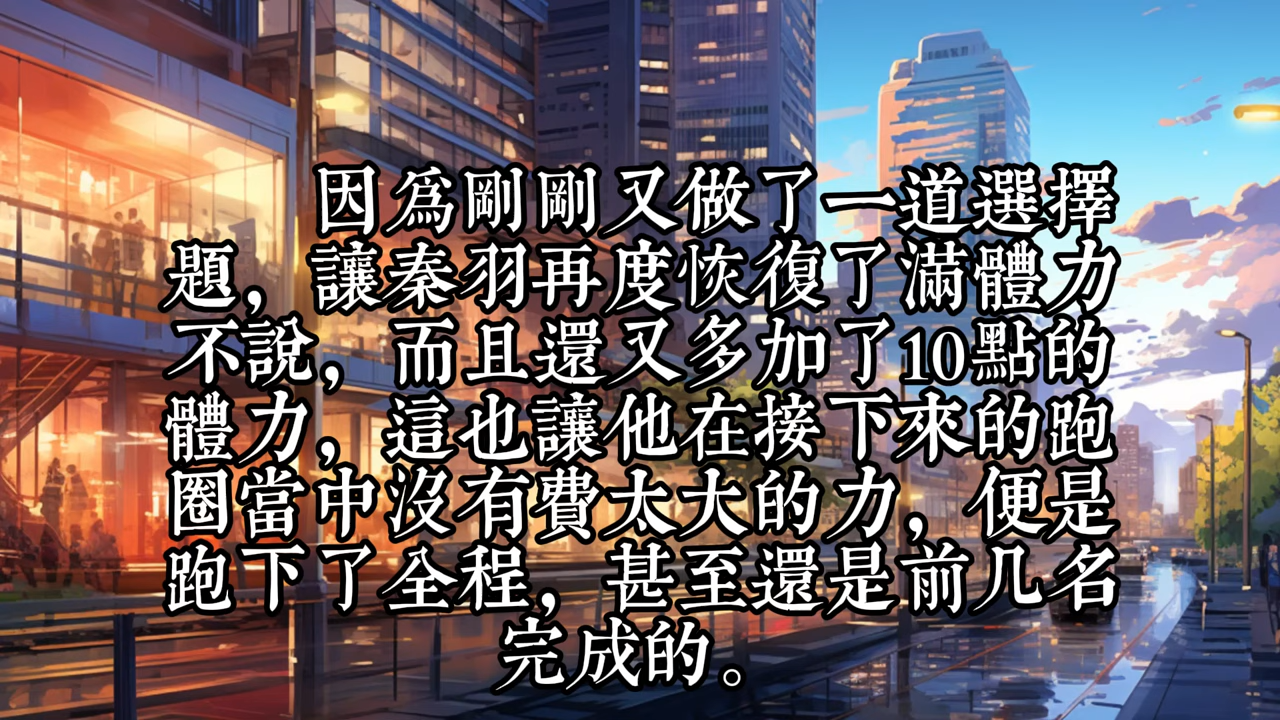 因爲剛剛又做了一道選擇
題，讓秦羽再度恢復了滿體力
不說，而且還又多加了10點的
體力，這也讓他在接下來的跑
圈當中沒有費太大的力，便是
跑下了全程，甚至還是前几名
完成的。